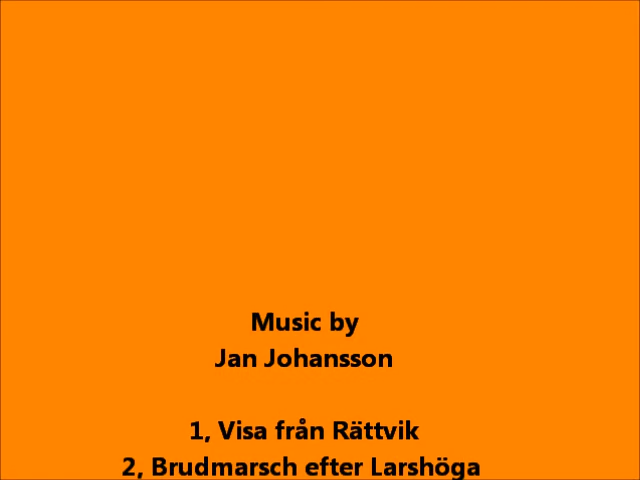 Music by
Jan Johansson
1, Visa från Rättvik
2, Brudmarsch efter Larshöga